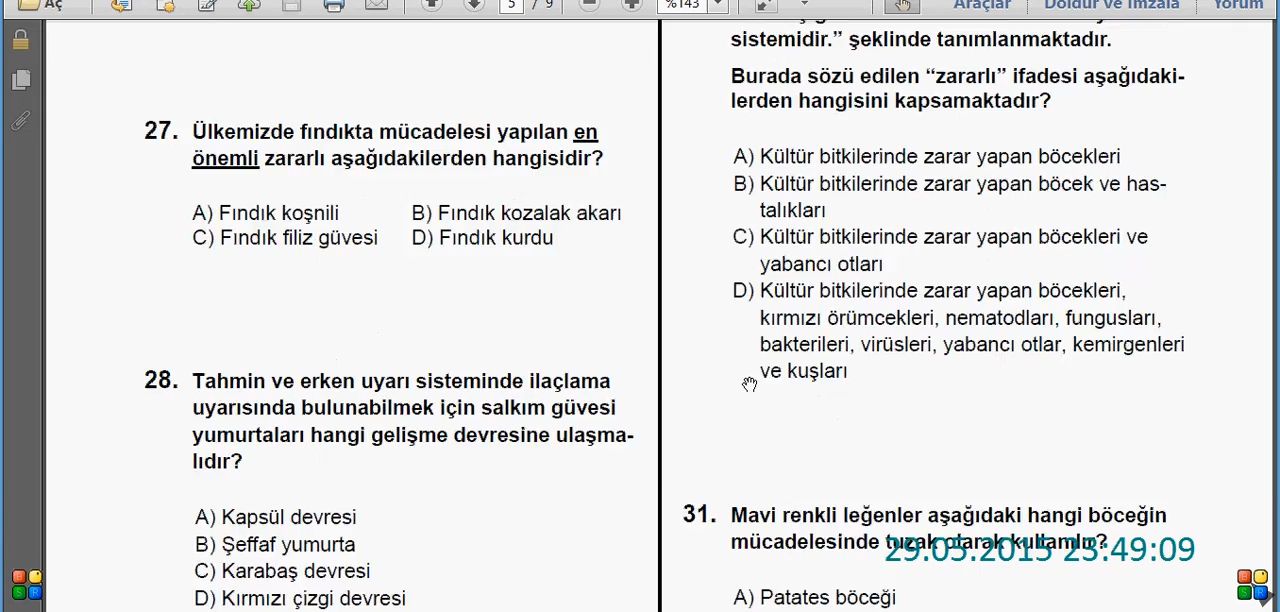 Aç
5
/ 9
%143
Araçlar
Doldur ve İmzala
Yorum
27. Ülkemizde fındıkta mücadelesi yapılan en
önemli zararlı aşağıdakilerden hangisidir?
A) Fındık koşnili
B) Fındık kozalak akarı
C) Fındık filiz güvesi
D) Fındık kurdu
28. Tahmin ve erken uyarı sisteminde ilaçlama
uyarısında bulunabilmek için salkım güvesi
yumurtaları hangi gelişme devresine ulaşma-
lıdır?
A) Kapsül devresi
B) Şeffaf yumurta
C) Karabaş devresi
D) Kırmızı çizgi devresi
sistemidir.” şeklinde tanımlanmaktadır.
Burada sözü edilen “zararlı” ifadesi aşağıdaki-
lerden hangisini kapsamaktadır?
A) Kültür bitkilerinde zarar yapan böcekleri
B) Kültür bitkilerinde zarar yapan böcek ve has-
talıkları
C) Kültür bitkilerinde zarar yapan böcekleri ve
yabancı otları
D) Kültür bitkilerinde zarar yapan böcekleri,
kırmızı örümcekleri, nematodları, fungusları,
bakterileri, virüsleri, yabancı otlar, kemirgenleri
ve kuşları
31. Mavi renkli leğenler aşağıdaki hangi böceğin
mücadelesinde tuzak olarak kullanılır?
29.05.2015 23:49:09
A) Patates böceği